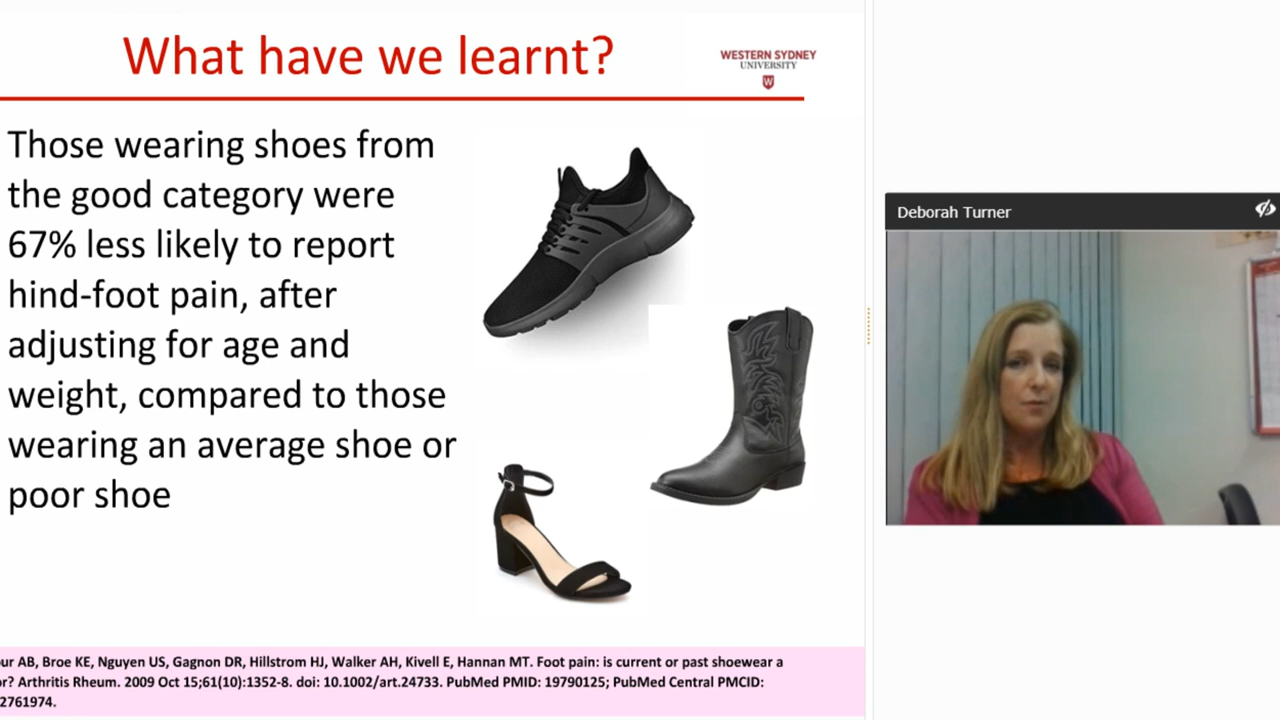 What have we learnt?
WESTERN SYDNEY
UNIVERSITY
W
Those wearing shoes from
the good category were
67% less likely to report
hind-foot pain, after
adjusting for age and
weight, compared to those
wearing an average shoe or
poor shoe
Deborah Turner
AB, Broe KE, Nguyen US, Gagnon DR, Hillstrom HJ, Walker AH, Kivell E, Hannan MT. Foot pain: is current or past shoewear a
Arthritis Rheum. 2009 Oct 15;61(10):1352-8. doi: 10.1002/art.24733. PubMed PMID: 19790125; PubMed Central PMCID:
2761974.